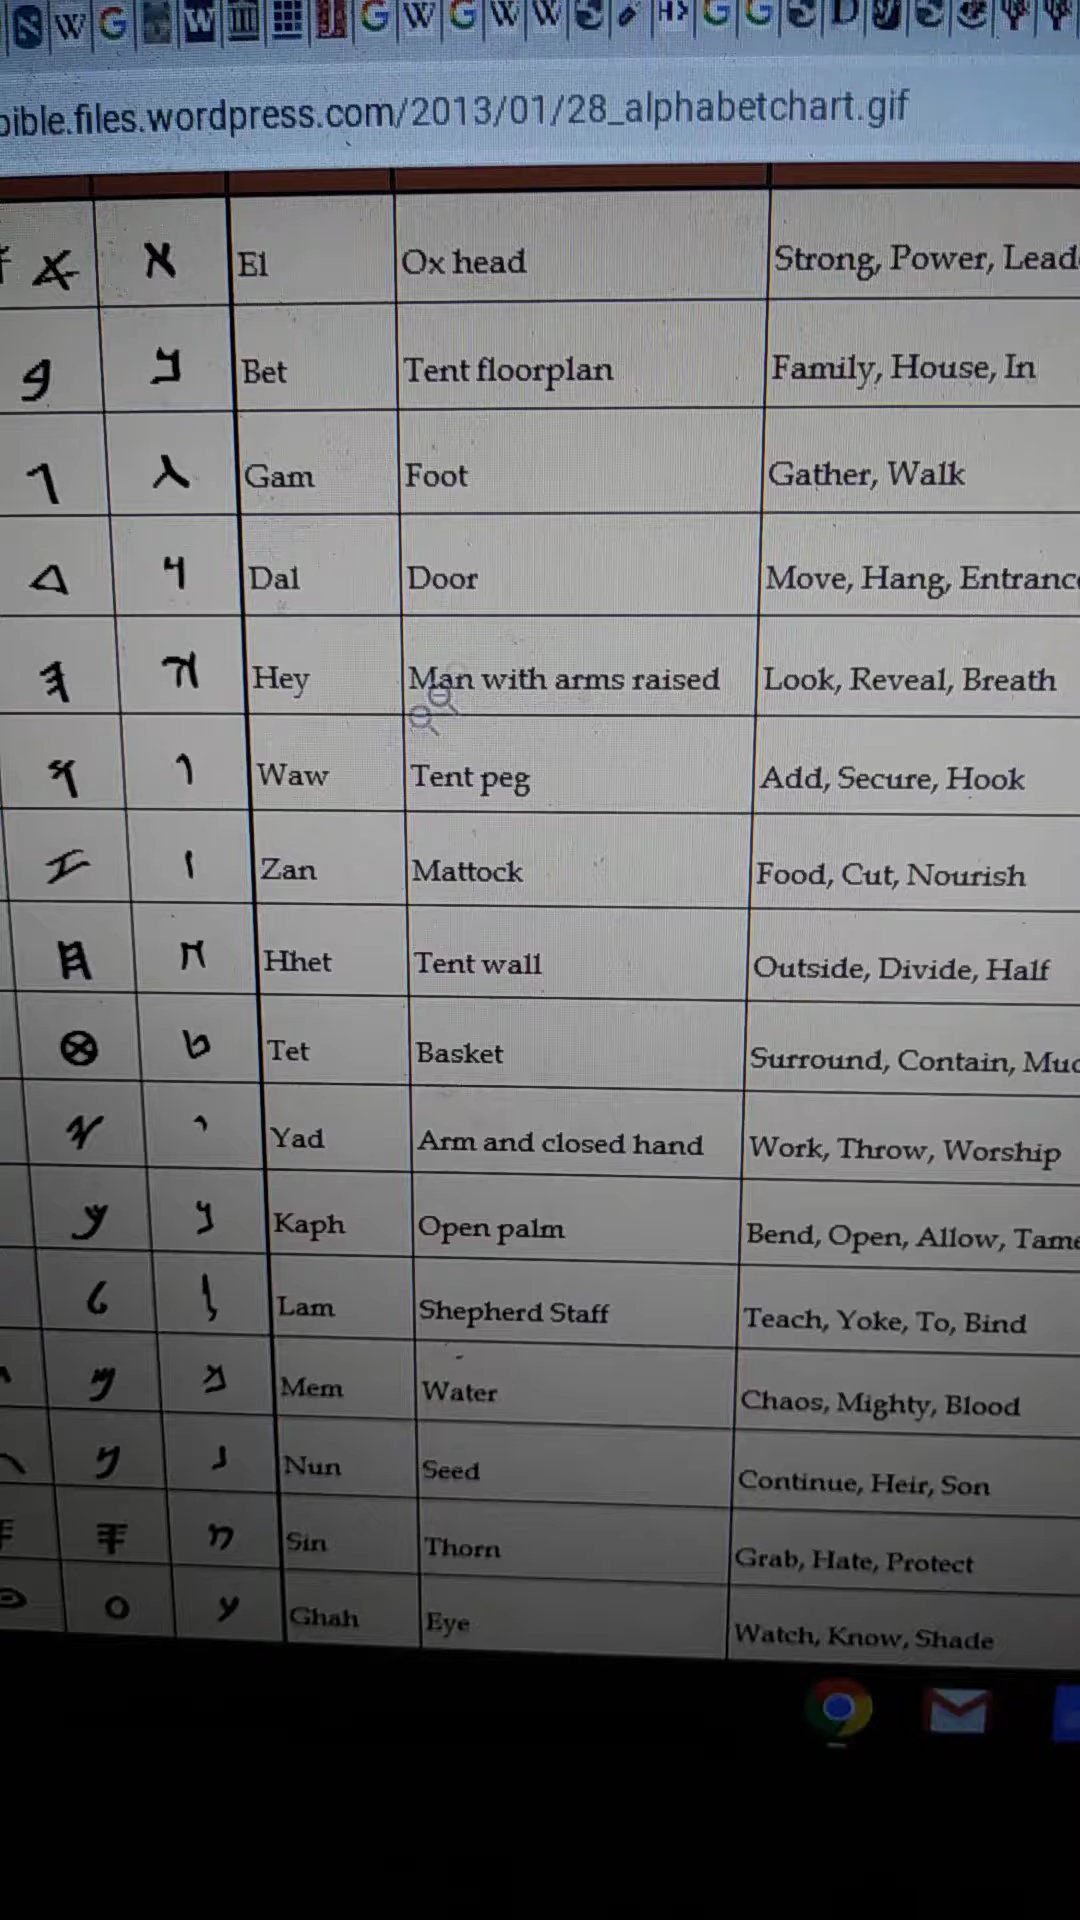 bible.files.wordpress.com/2013/01/28_alphabetchart.gif
El Ox head Strong, Power, Lead
Bet Tent floorplan Family, House, In
Gam Foot Gather, Walk
Dal Door Move, Hang, Entranc
Hey Man with arms raised Look, Reveal, Breath
Waw Tent peg Add, Secure, Hook
Zan Mattock Food, Cut, Nourish
Hhet Tent wall Outside, Divide, Half
Tet Basket Surround, Contain, Mud
Yad Arm and closed hand Work, Throw, Worship
Kaph Open palm Bend, Open, Allow, Tame
Lam Shepherd Staff Teach, Yoke, To, Bind
Mem Water Chaos, Mighty, Blood
Nun Seed Continue, Heir, Son
Sin Thorn Grab, Hate, Protect
Ghah Eye Watch, Know, Shade